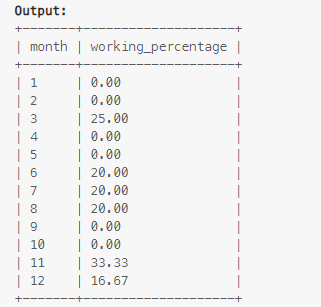 Output:
+-------+--------------------+
| month | working_percentage |
+-------+--------------------+
| 1     | 0.00               |
| 2     | 0.00               |
| 3     | 25.00              |
| 4     | 0.00               |
| 5     | 0.00               |
| 6     | 20.00              |
| 7     | 20.00              |
| 8     | 20.00              |
| 9     | 0.00               |
| 10    | 0.00               |
| 11    | 33.33              |
| 12    | 16.67              |
+-------+--------------------+